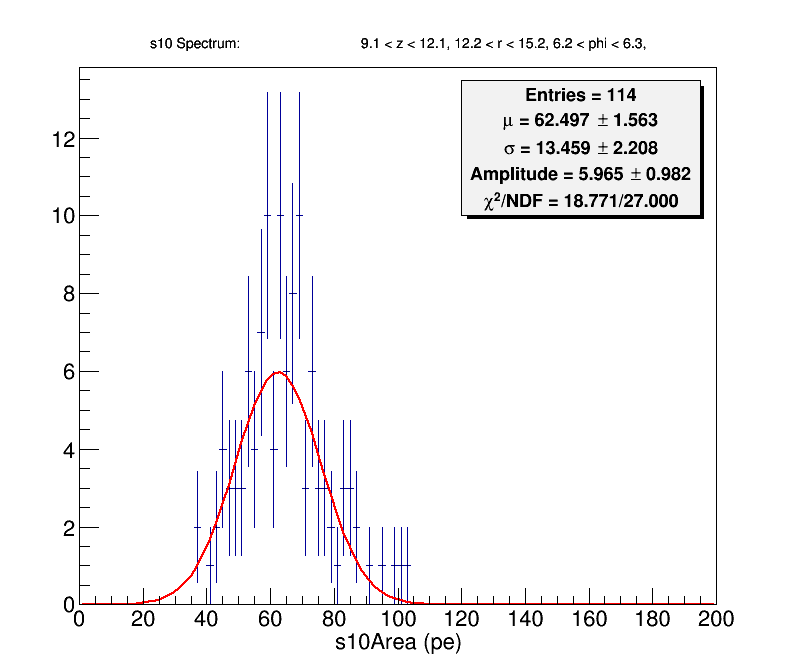 s10 Spectrum: 9.1 < z < 12.1, 12.2 < r < 15.2, 6.2 < phi < 6.3,
Entries = 114
μ = 62.497 ± 1.563
σ = 13.459 ± 2.208
Amplitude = 5.965 ± 0.982
χ²/NDF = 18.771/27.000
12
10
8
6
4
2
0
0 20 40 60 80 100 120 140 160 180 200
s10Area (pe)